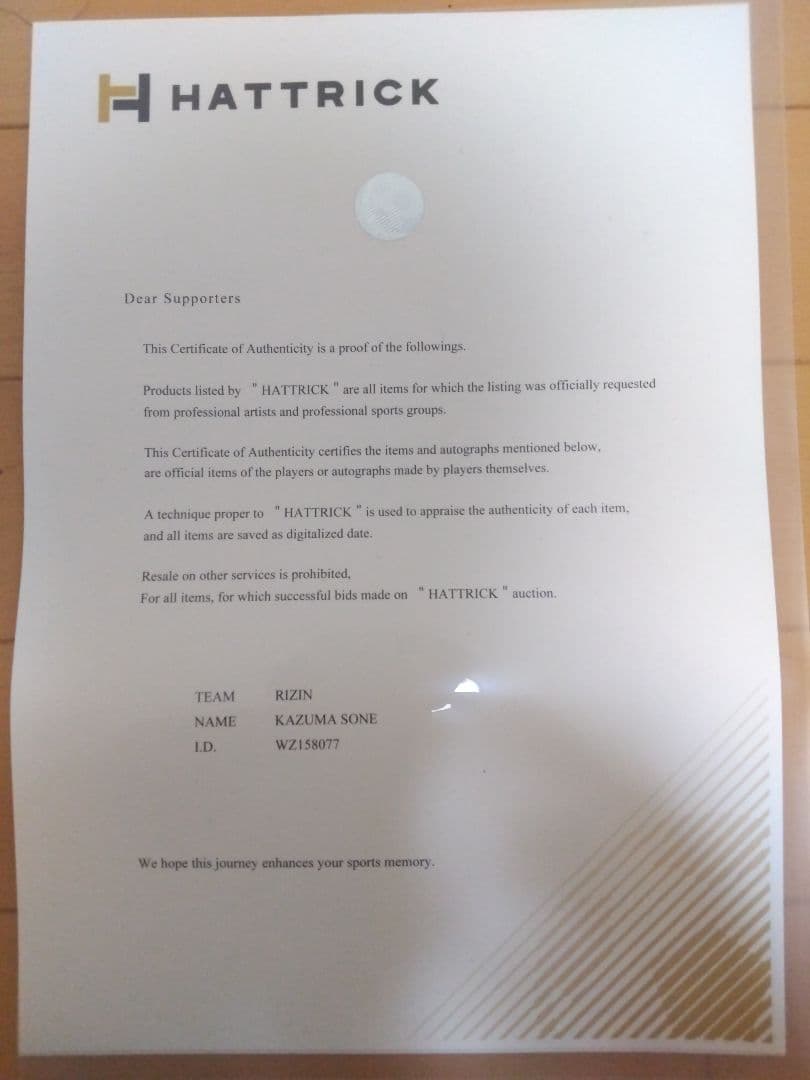 HATTRICK
Dear Supporters
This Certificate of Authenticity is a proof of the followings.
Products listed by " HATTRICK " are all items for which the listing was officially requested
from professional artists and professional sports groups.
This Certificate of Authenticity certifies the items and autographs mentioned below,
are official items of the players or autographs made by players themselves.
A technique proper to " HATTRICK " is used to appraise the authenticity of each item,
and all items are saved as digitalized date.
Resale on other services is prohibited,
For all items, for which successful bids made on " HATTRICK " auction.
TEAM RIZIN
NAME KAZUMA SONE
I.D. WZ158077
We hope this journey enhances your sports memory.